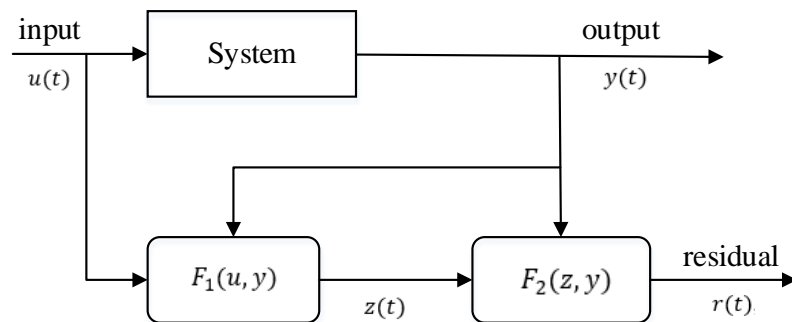 input
System
output
u(t)
y(t)
F₁(u, y)
F₂(z, y)
residual
z(t)
r(t).